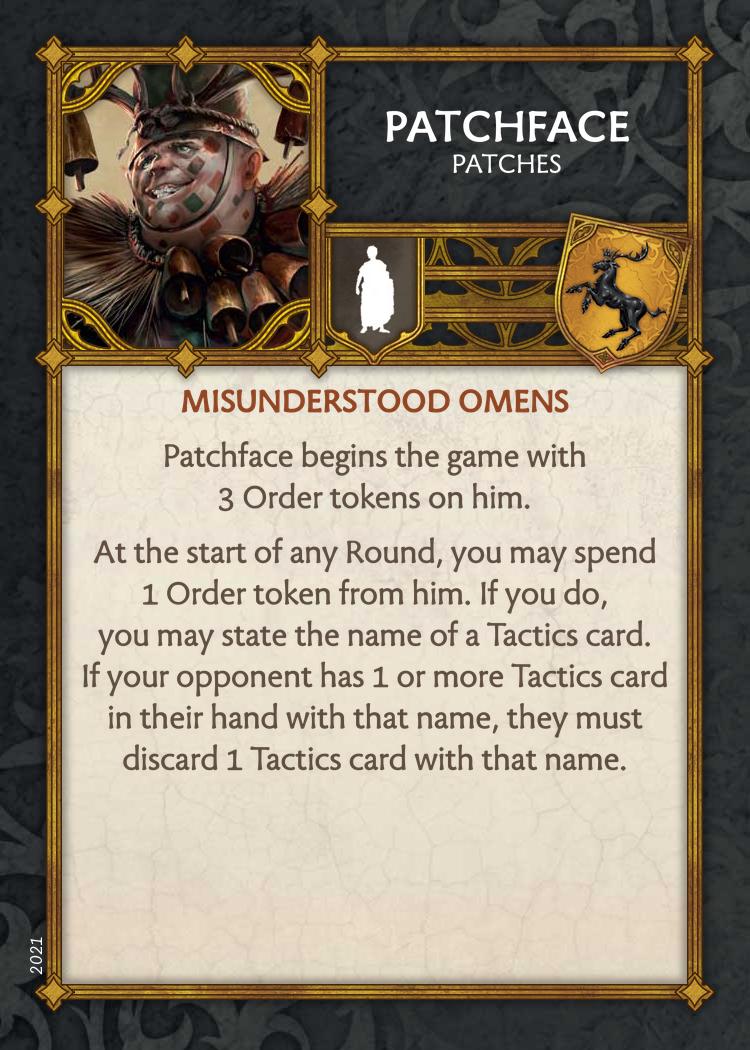 PATCHFACE
PATCHES
MISUNDERSTOOD OMENS
Patchface begins the game with
3 Order tokens on him.
At the start of any Round, you may spend
1 Order token from him. If you do,
you may state the name of a Tactics card.
If your opponent has 1 or more Tactics card
in their hand with that name, they must
discard 1 Tactics card with that name.
2021